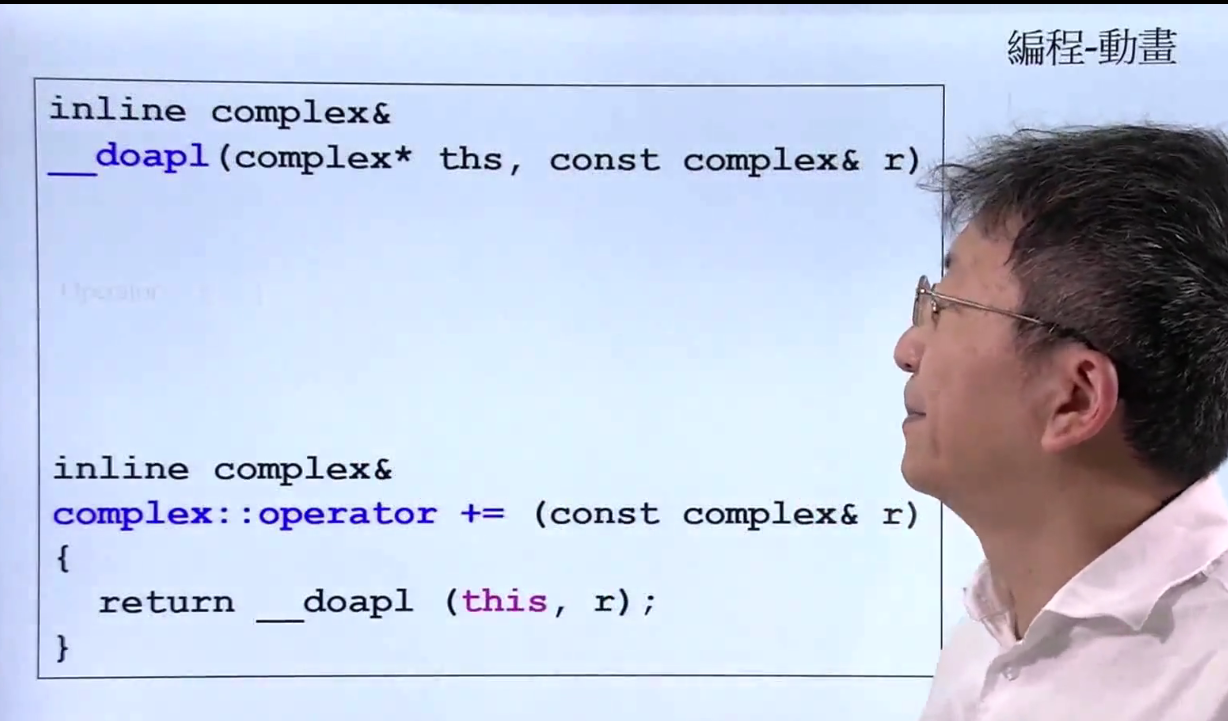 編程-動畫
inline complex&
__doapl(complex* ths, const complex& r)
Operator
inline complex&
complex::operator += (const complex& r)
{
return __doapl (this, r);
}